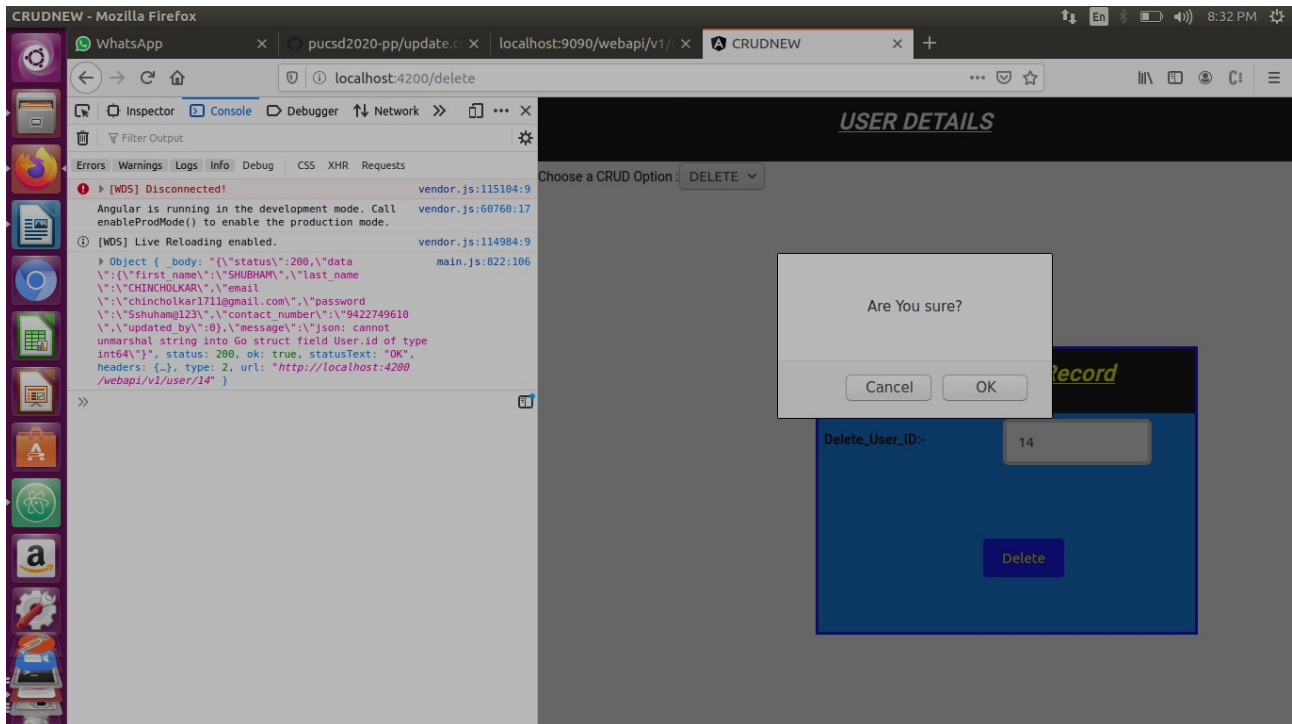 CRUDNEW - Mozilla Firefox
En
8:32 PM
WhatsApp
pucsd2020-pp/update.c
localhost:9090/webapi/v1/
CRUDNEW
localhost:4200/delete
Inspector Console Debugger Network
Filter Output
Errors Warnings Logs Info Debug CSS XHR Requests
[WDS] Disconnected! vendor.js:115104:9
Angular is running in the development mode. Call vendor.js:60760:17
enableProdMode() to enable the production mode.
[WDS] Live Reloading enabled. vendor.js:114984:9
Object { _body: "{\"status\":200,\"data main.js:822:106
\":{\"first_name\":\"SHUBHAM\",\"last_name
\":\"CHINCHOLKAR\",\"email
\":\"chincholkar1711@gmail.com\",\"password
\":\"Sshuham@123\",\"contact_number\":\"9422749610
\",\"updated_by\":0},\"message\":\"json: cannot
unmarshal string into Go struct field User.id of type
int64\"}", status: 200, ok: true, statusText: "OK",
headers: {…}, type: 2, url: "http://localhost:4200
/webapi/v1/user/14" }
USER DETAILS
Choose a CRUD Option : DELETE
Are You sure?
Cancel OK
Record
Delete_User_ID:- 14
Delete